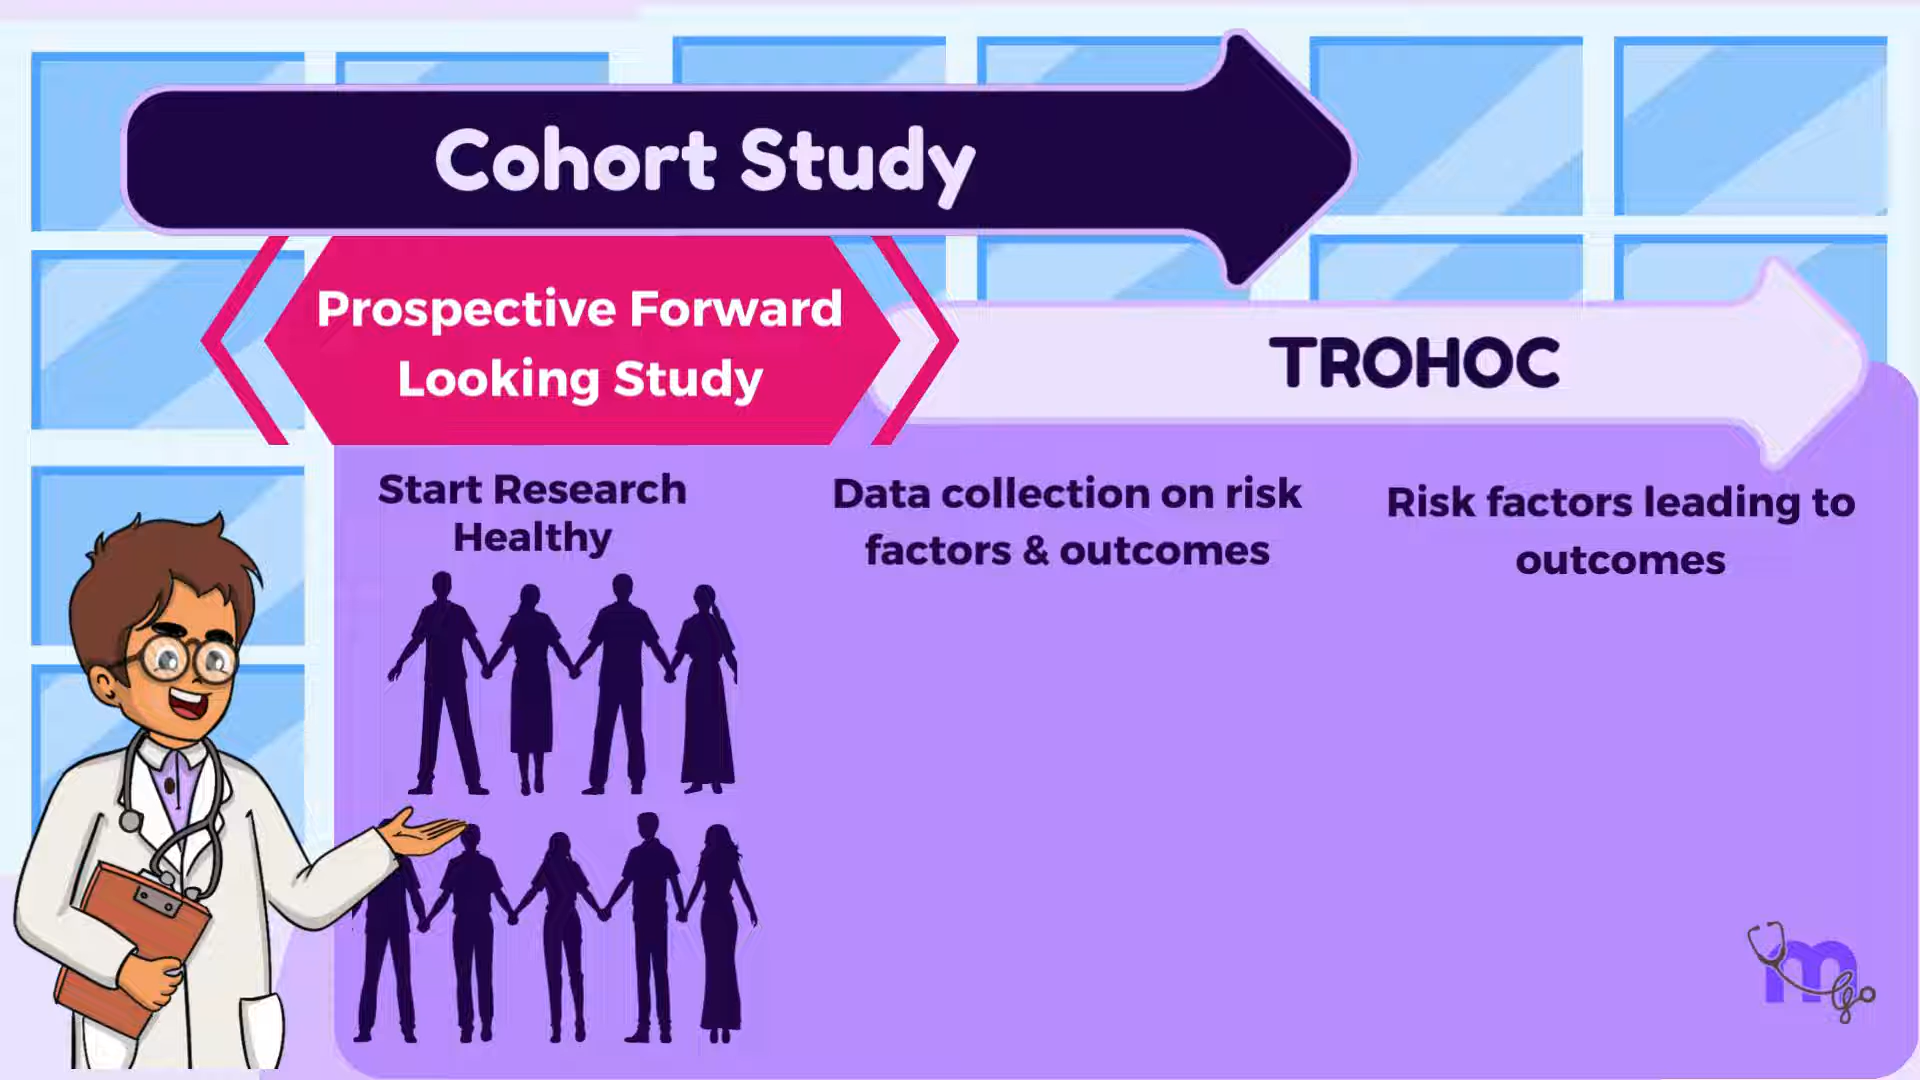 Cohort Study
Prospective Forward
Looking Study
TROHOC
Start Research
Healthy
Data collection on risk
factors & outcomes
Risk factors leading to
outcomes
m
go